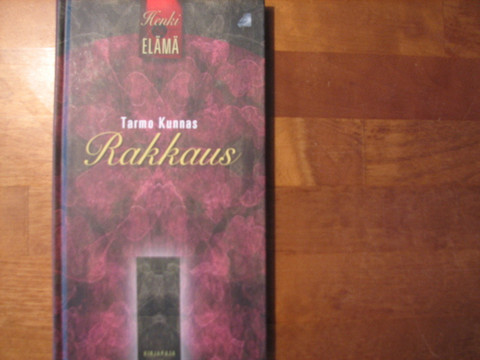 Henki
ELÄMÄ
Tarmo Kunnas
Rakkaus
KIRJAPAJA